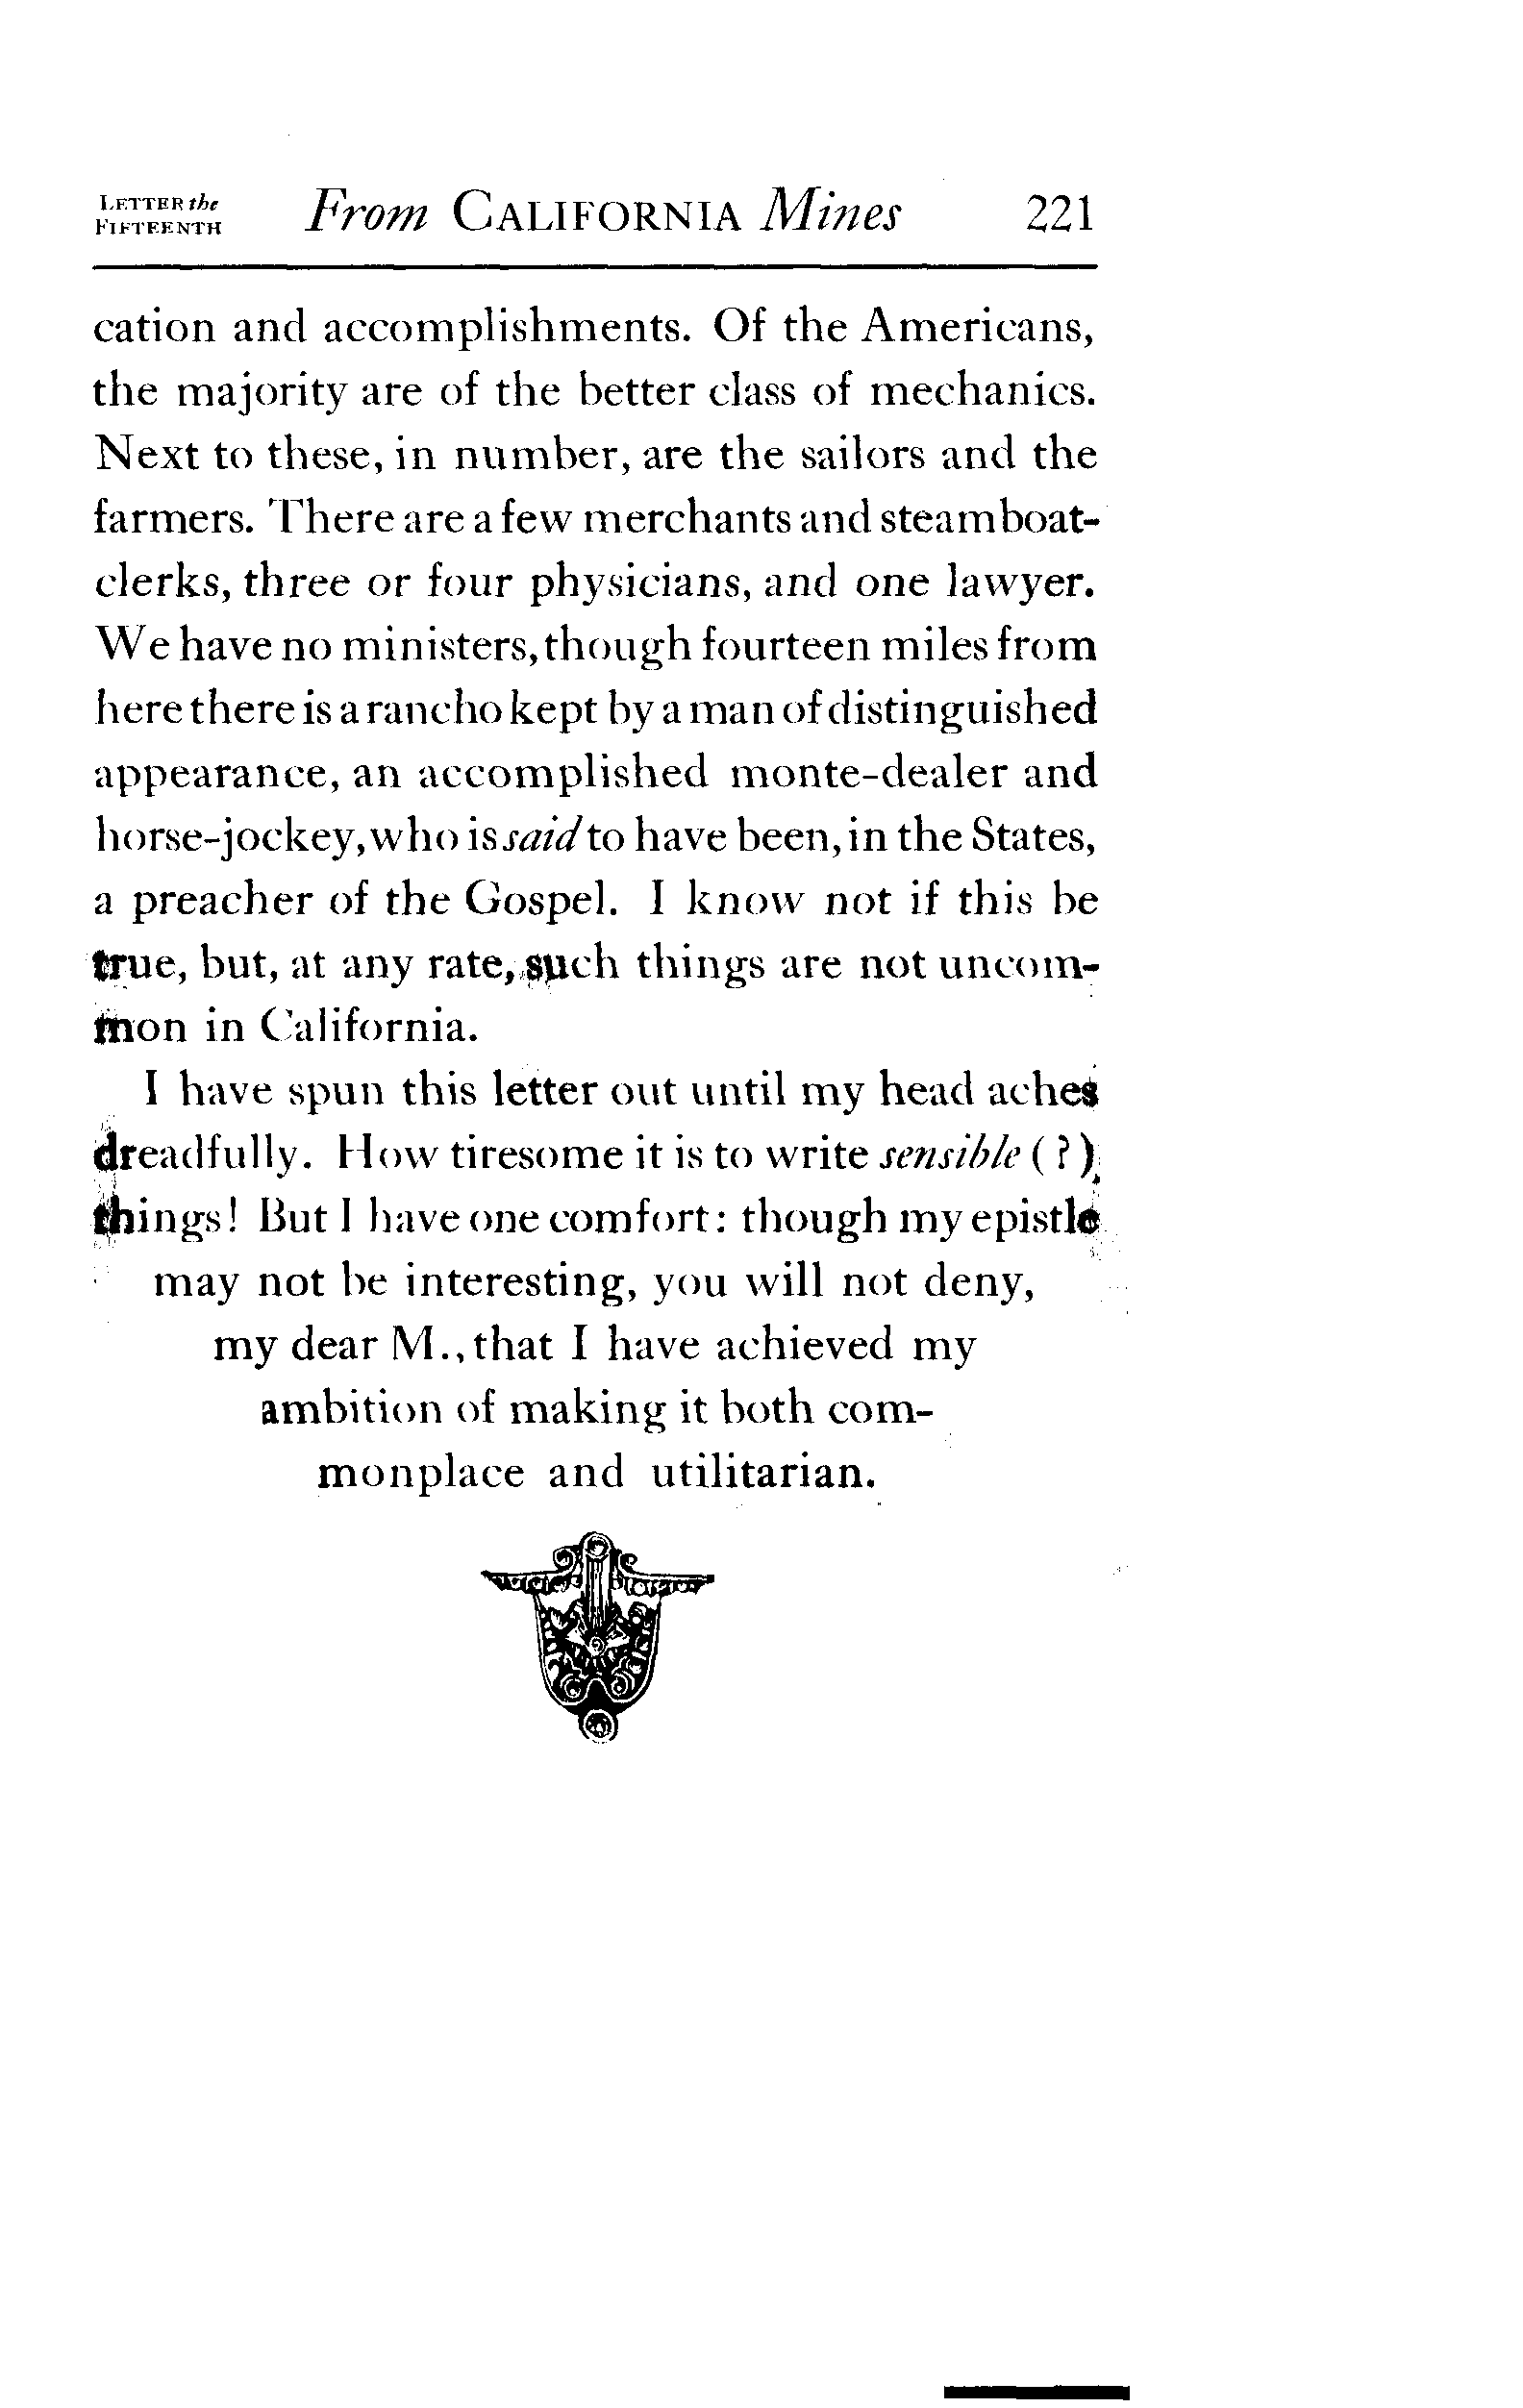 LETTER the
FIFTEENTH
From CALIFORNIA Mines
221
cation and accomplishments. Of the Americans,
the majority are of the better class of mechanics.
Next to these, in number, are the sailors and the
farmers. There are a few merchants and steamboat-
clerks, three or four physicians, and one lawyer.
We have no ministers, though fourteen miles from
here there is a rancho kept by a man of distinguished
appearance, an accomplished monte-dealer and
horse-jockey, who is said to have been, in the States,
a preacher of the Gospel. I know not if this be
true, but, at any rate, such things are not uncom-
mon in California.
I have spun this letter out until my head aches
dreadfully. How tiresome it is to write sensible (?)
things! But I have one comfort: though my epistle
may not be interesting, you will not deny,
my dear M., that I have achieved my
ambition of making it both com-
monplace and utilitarian.